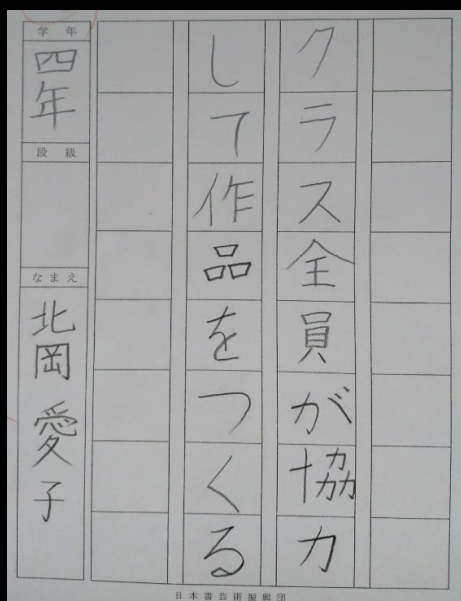 クラス全員が協力
して作品をつくる
学年
四年
段級
なまえ
北岡愛子
日本書芸術振興団